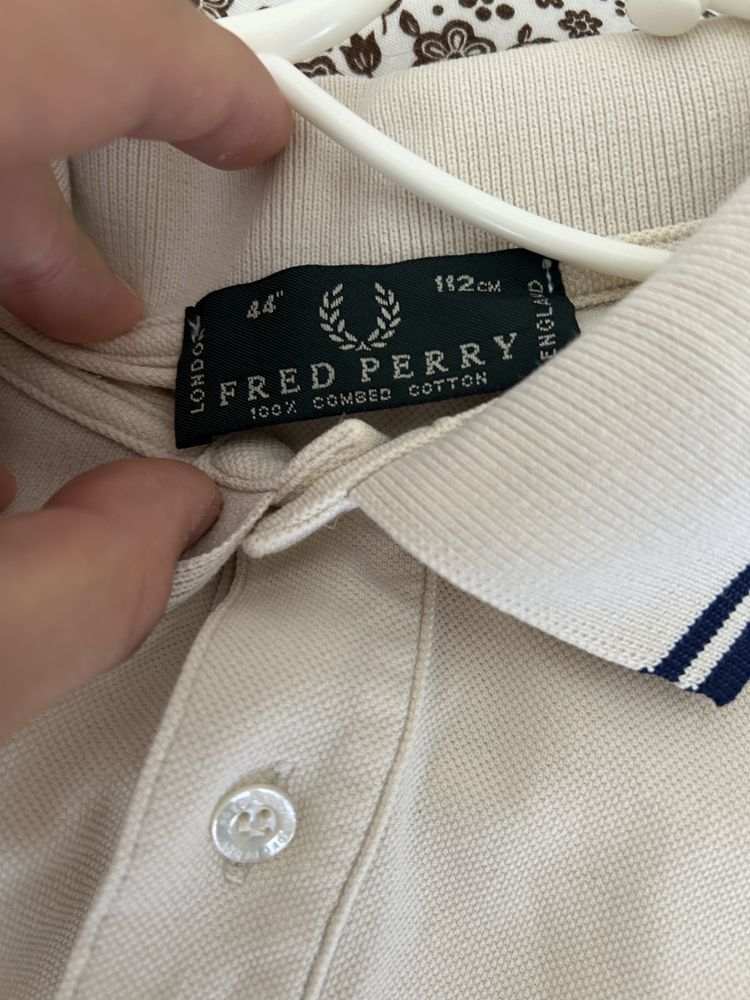 44" 112CM
LONDON
FRED PERRY
ENGLAND
100% COMBED COTTON